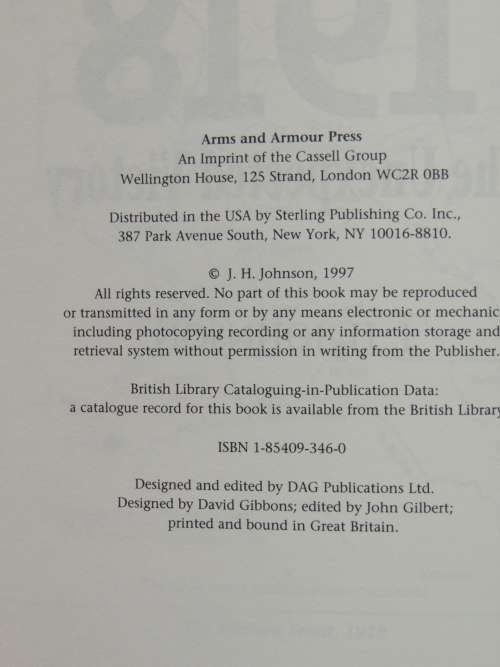 Arms and Armour Press
An Imprint of the Cassell Group
Wellington House, 125 Strand, London WC2R 0BB
Distributed in the USA by Sterling Publishing Co. Inc.,
387 Park Avenue South, New York, NY 10016-8810.
© J. H. Johnson, 1997
All rights reserved. No part of this book may be reproduced
or transmitted in any form or by any means electronic or mechanic
including photocopying recording or any information storage and
retrieval system without permission in writing from the Publisher.
British Library Cataloguing-in-Publication Data:
a catalogue record for this book is available from the British Library
ISBN 1-85409-346-0
Designed and edited by DAG Publications Ltd.
Designed by David Gibbons; edited by John Gilbert;
printed and bound in Great Britain.